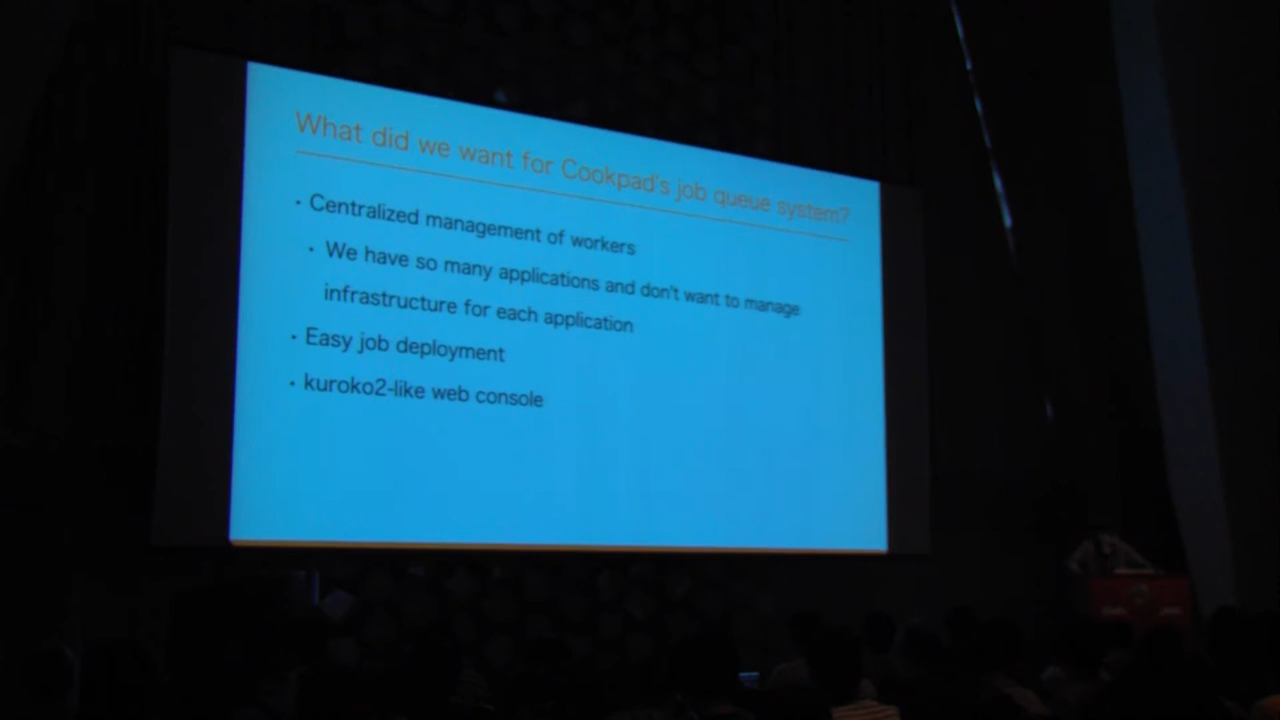 What did we want for Cookpad's job queue system?
・Centralized management of workers
・We have so many applications and don't want to manage
infrastructure for each application
・Easy job deployment
・kuroko2-like web console